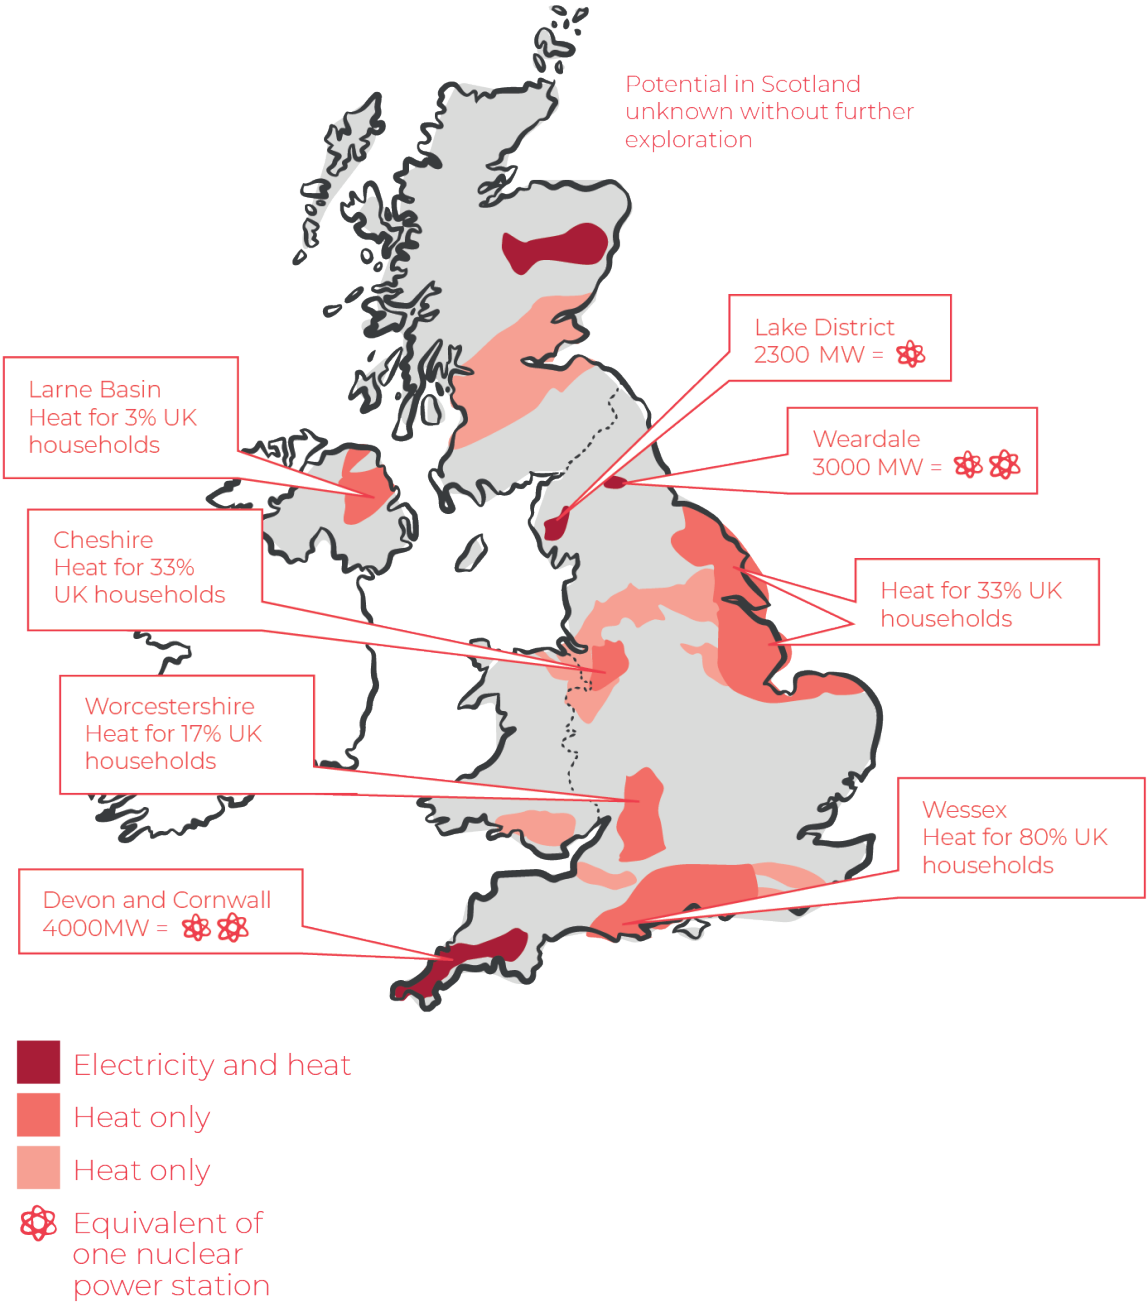 Potential in Scotland
unknown without further
exploration
Lake District
2300 MW =
Larne Basin
Heat for 3% UK
households
Weardale
3000 MW =
Cheshire
Heat for 33%
UK households
Heat for 33% UK
households
Worcestershire
Heat for 17% UK
households
Wessex
Heat for 80% UK
households
Devon and Cornwall
4000MW =
Electricity and heat
Heat only
Heat only
Equivalent of
one nuclear
power station